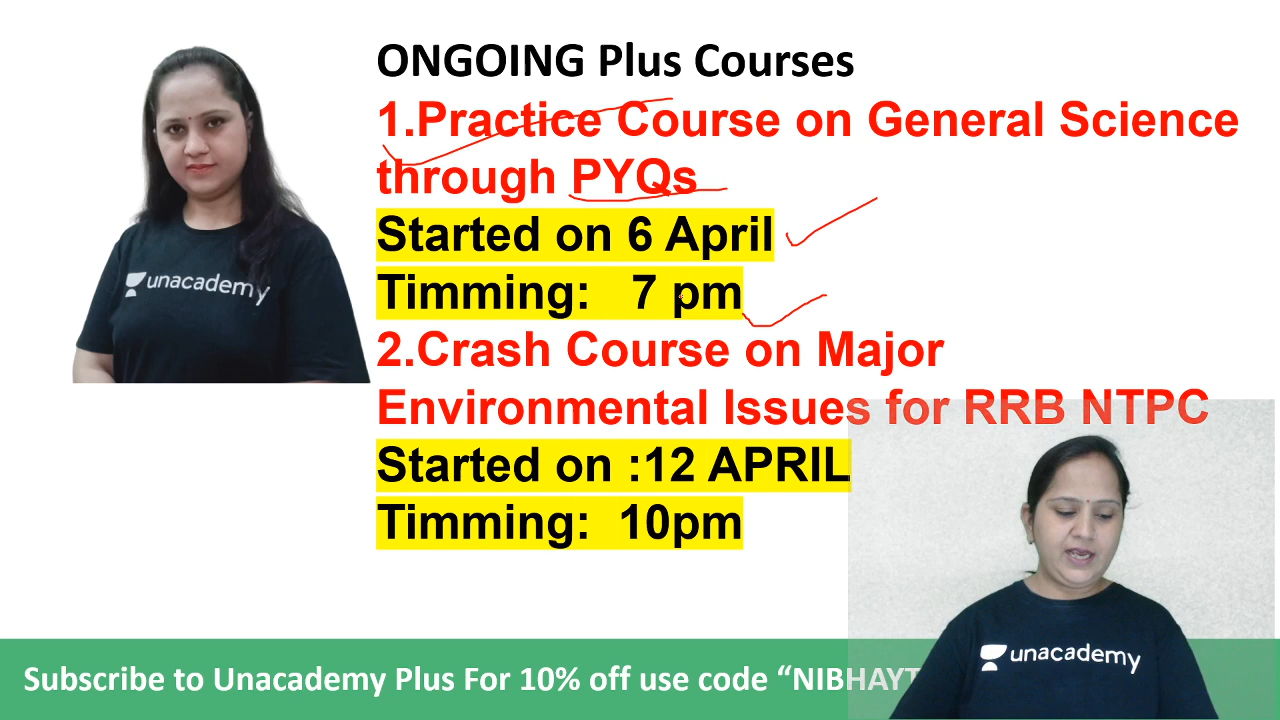 ONGOING Plus Courses
1.Practice Course on General Science
through PYQs
Started on 6 April
Timming: 7 pm
2.Crash Course on Major
Environmental Issues for RRB NTPC
Started on :12 APRIL
Timming: 10pm
unacademy
unacademy
Subscribe to Unacademy Plus For 10% off use code